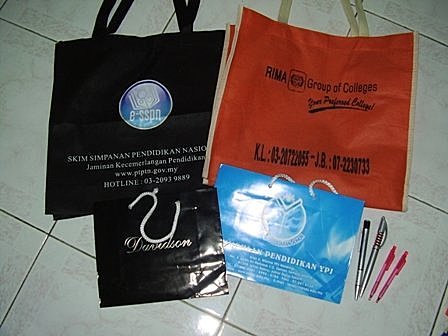 e-sspn
SKIM SIMPANAN PENDIDIKAN NASIO
Jaminan Kecemerlangan Pendidikan
www.ptptn.gov.my
HOTLINE : 03-2093 9889
RIMA Group of Colleges
Your Preferred College!
K.L.: 03-20722055 - J.B.: 07-2230733
Davidson
PENDIDIKAN YPJ